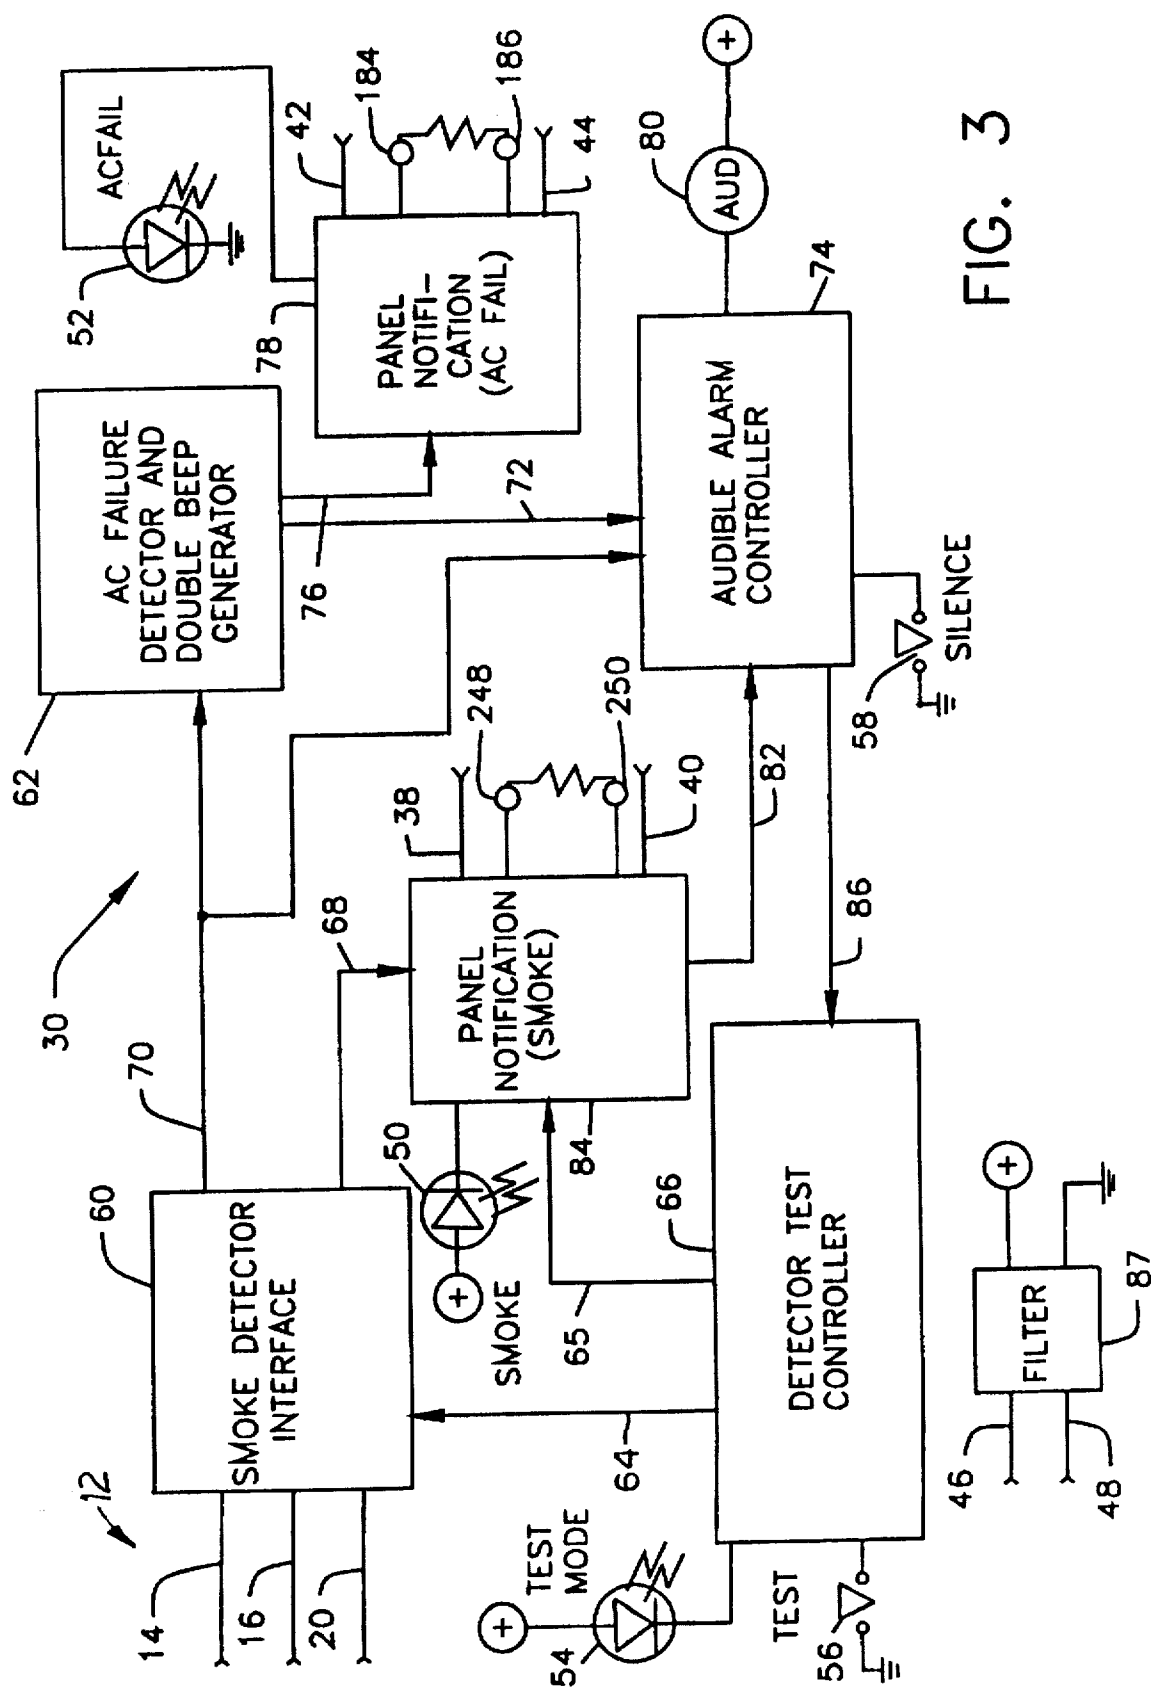 12
14
16
20
60
SMOKE DETECTOR
INTERFACE
70
30
68
62
AC FAILURE
DETECTOR AND
DOUBLE BEEP
GENERATOR
76
72
52
ACFAIL
78
PANEL
NOTIFI-
CATION
(AC FAIL)
42
184
186
44
50
+
SMOKE
PANEL
NOTIFICATION
(SMOKE)
38
248
250
40
84
82
65
64
66
+
TEST
MODE
54
DETECTOR TEST
CONTROLLER
TEST
56
86
AUDIBLE ALARM
CONTROLLER
74
80
AUD
+
58
SILENCE
46
48
FILTER
87
+
FIG. 3